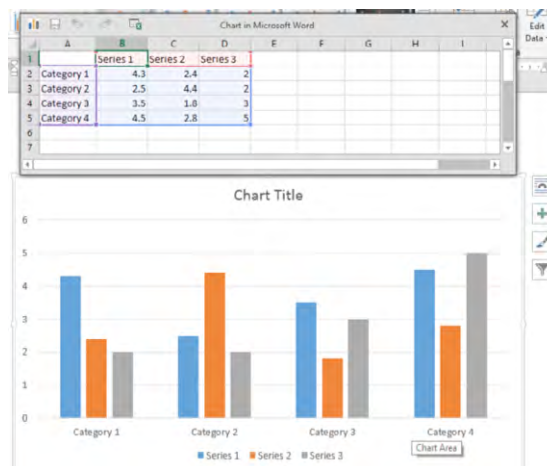 Chart in Microsoft Word
Edit
Data
A B C D E F G H I
1 Series 1 Series 2 Series 3
2 Category 1 4.3 2.4 2
3 Category 2 2.5 4.4 2
4 Category 3 3.5 1.8 3
5 Category 4 4.5 2.8 5
6
7
Chart Title
6
5
4
3
2
1
0
Category 1 Category 2 Category 3 Category 4
Chart Area
Series 1 Series 2 Series 3